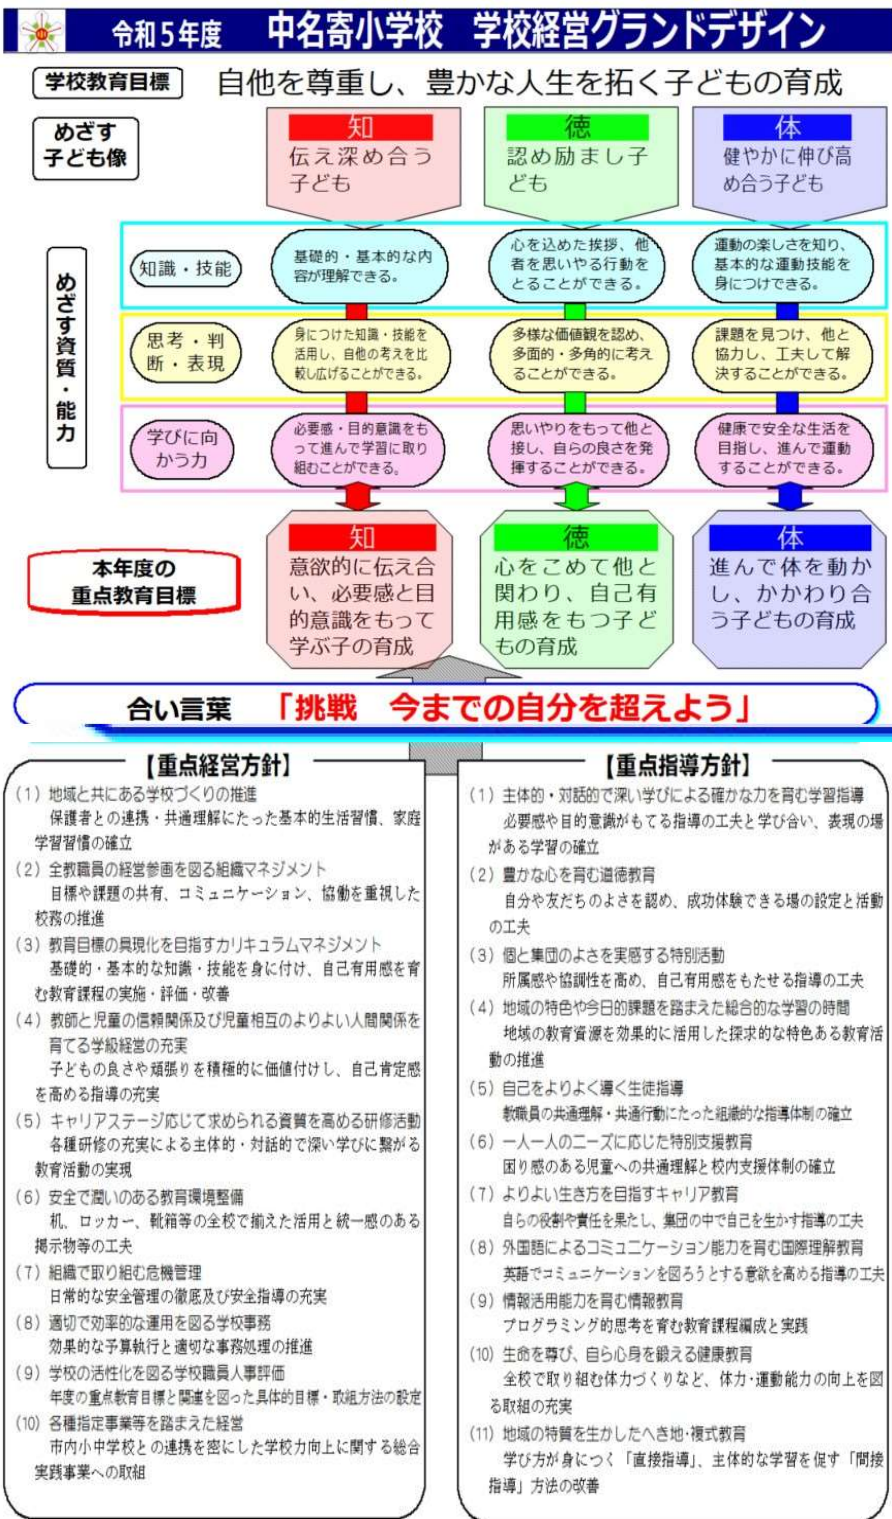 令和5年度 中名寄小学校 学校経営グランドデザイン
学校教育目標
自他を尊重し、豊かな人生を拓く子どもの育成
めざす
子ども像
知
伝え深め合う
子ども
徳
認め励まし子
ども
体
健やかに伸び高
め合う子ども
めざす資質・能力
知識・技能
基礎的・基本的な内
容が理解できる。
心を込めた挨拶、他
者を思いやる行動を
とることができる。
運動の楽しさを知り、
基本的な運動技能を
身につけできる。
思考・判
断・表現
身につけた知識・技能を
活用し、自他の考えを比
較し広げることができる。
多様な価値観を認め、
多面的・多角的に考え
ることができる。
課題を見つけ、他と
協力し、工夫して解
決することができる。
学びに向
かう力
必要感・目的意識をも
って進んで学習に取り
組むことができる。
思いやりをもって他と
接し、自らの良さを発
揮することができる。
健康で安全な生活を
目指し、進んで運動
することができる。
本年度の
重点教育目標
知
意欲的に伝え合
い、必要感と目
的意識をもって
学ぶ子の育成
徳
心をこめて他と
関わり、自己有
用感をもつ子ど
もの育成
体
進んで体を動か
し、かかわり合
う子どもの育成
合い言葉 「挑戦 今までの自分を超えよう」
【重点経営方針】
(1) 地域と共にある学校づくりの推進
保護者との連携・共通理解にたった基本的生活習慣、家庭
学習習慣の確立
(2) 全教職員の経営参画を図る組織マネジメント
目標や課題の共有、コミュニケーション、協働を重視した
校務の推進
(3) 教育目標の具現化を目指すカリキュラムマネジメント
基礎的・基本的な知識・技能を身に付け、自己有用感を育
む教育課程の実施・評価・改善
(4) 教師と児童の信頼関係及び児童相互のよりよい人間関係を
育てる学級経営の充実
子どもの良さや頑張りを積極的に価値付けし、自己肯定感
を高める指導の充実
(5) キャリアステージ応じて求められる資質を高める研修活動
各種研修の充実による主体的・対話的で深い学びに繋がる
教育活動の実現
(6) 安全で潤いのある教育環境整備
机、ロッカー、靴箱等の全校で揃えた活用と統一感のある
掲示物等の工夫
(7) 組織で取り組む危機管理
日常的な安全管理の徹底及び安全指導の充実
(8) 適切で効率的な運用を図る学校事務
効果的な予算執行と適切な事務処理の推進
(9) 学校の活性化を図る学校職員人事評価
年度の重点教育目標と関連を図った具体的目標・取組方法の設定
(10) 各種指定事業等を踏まえた経営
市内小中学校との連携を密にした学校力向上に関する総合
実践事業への取組
【重点指導方針】
(1) 主体的・対話的で深い学びによる確かな力を育む学習指導
必要感や目的意識がもてる指導の工夫と学び合い、表現の場
がある学習の確立
(2) 豊かな心を育む道徳教育
自分や友だちのよさを認め、成功体験できる場の設定と活動
の工夫
(3) 個と集団のよさを実感する特別活動
所属感や協調性を高め、自己有用感をもたせる指導の工夫
(4) 地域の特色や今日的課題を踏まえた総合的な学習の時間
地域の教育資源を効果的に活用した探求的な特色ある教育活
動の推進
(5) 自己をよりよく導く生徒指導
教職員の共通理解・共通行動にたった組織的な指導体制の確立
(6) 一人一人のニーズに応じた特別支援教育
困り感のある児童への共通理解と校内支援体制の確立
(7) よりよい生き方を目指すキャリア教育
自らの役割や責任を果たし、集団の中で自己を生かす指導の工夫
(8) 外国語によるコミュニケーション能力を育む国際理解教育
英語でコミュニケーションを図ろうとする意欲を高める指導の工夫
(9) 情報活用能力を育む情報教育
プログラミング的思考を育む教育課程編成と実践
(10) 生命を尊び、自ら心身を鍛える健康教育
全校で取り組む体力づくりなど、体力・運動能力の向上を図
る取組の充実
(11) 地域の特質を生かしたへき地・複式教育
学び方が身につく「直接指導」、主体的な学習を促す「間接
指導」方法の改善